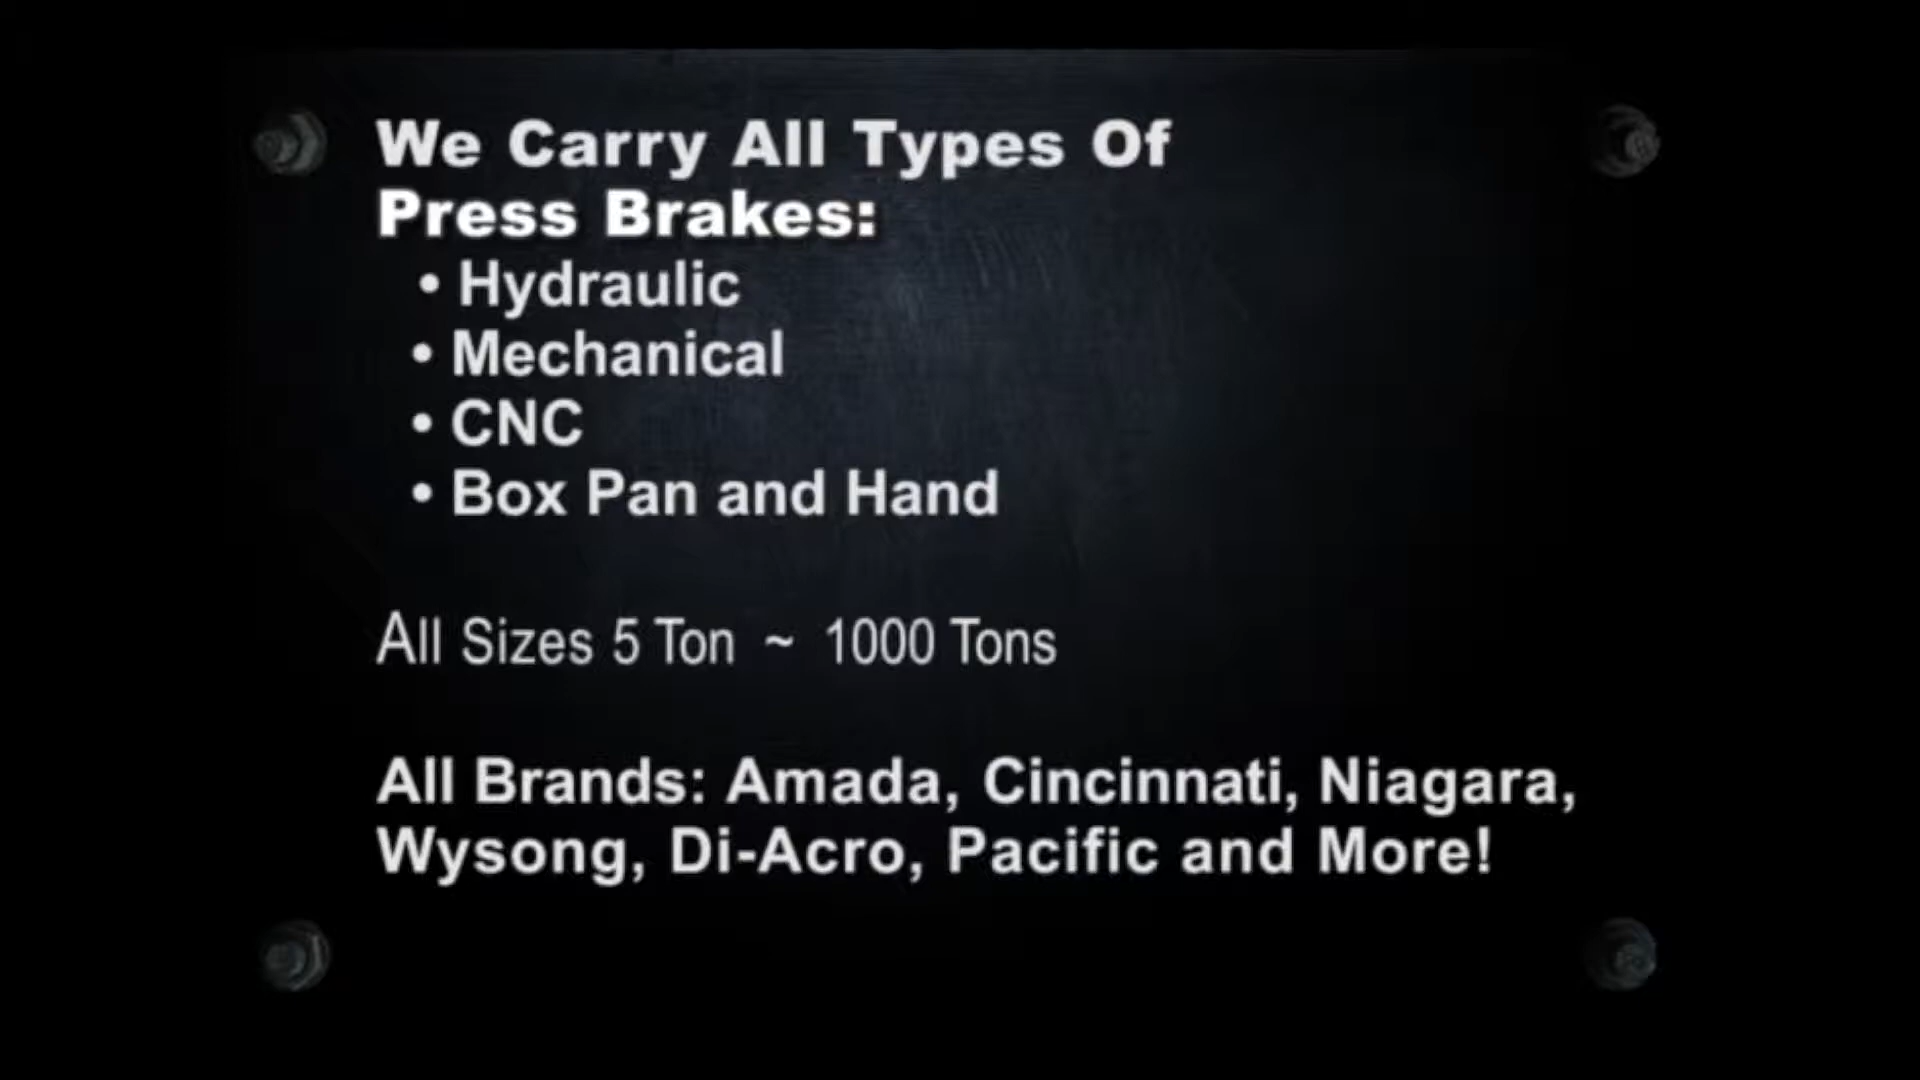 We Carry All Types Of
Press Brakes:
• Hydraulic
• Mechanical
• CNC
• Box Pan and Hand
All Sizes 5 Ton ~ 1000 Tons
All Brands: Amada, Cincinnati, Niagara,
Wysong, Di-Acro, Pacific and More!